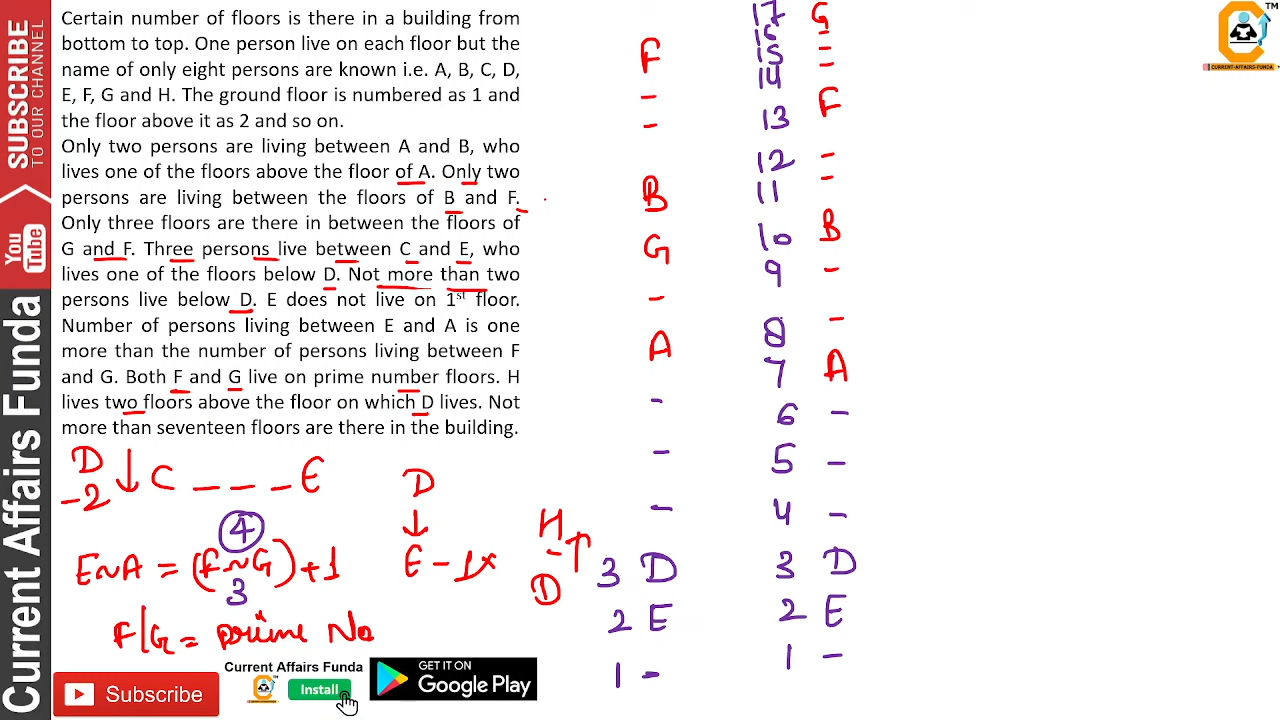 SUBSCRIBE
TO OUR CHANNEL
You
Tube
Current Affairs Funda
Certain number of floors is there in a building from
bottom to top. One person live on each floor but the
name of only eight persons are known i.e. A, B, C, D,
E, F, G and H. The ground floor is numbered as 1 and
the floor above it as 2 and so on.
Only two persons are living between A and B, who
lives one of the floors above the floor of A. Only two
persons are living between the floors of B and F.
Only three floors are there in between the floors of
G and F. Three persons live between C and E, who
lives one of the floors below D. Not more than two
persons live below D. E does not live on 1st floor.
Number of persons living between E and A is one
more than the number of persons living between F
and G. Both F and G live on prime number floors. H
lives two floors above the floor on which D lives. Not
more than seventeen floors are there in the building.
D ↓ C _ _ _ E
-2
D
↓
E - 1x
4
E~A = (F~G) + 1
3
F/G = prime No
H
- ↑
D
F
-
-
B
G
-
A
-
-
-
3 D
2 E
1 -
17 G
16 -
15 -
14
13 F
12 -
11 -
10 B
9 -
8 -
7 A
6 -
5 -
4 -
3 D
2 E
1 -
Subscribe
Current Affairs Funda
Install
GET IT ON
Google Play
TM
CURRENT-AFFAIRS-FUNDA